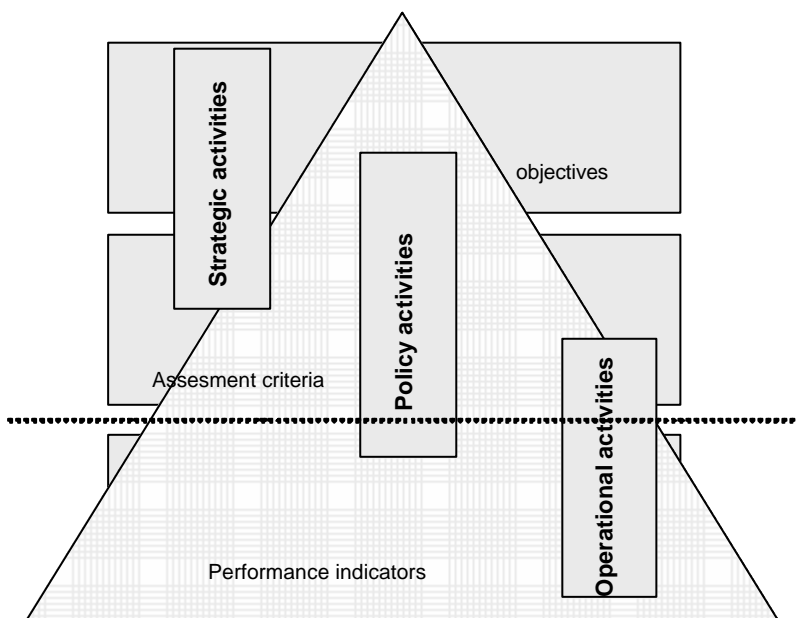 Strategic activities
objectives
Policy activities
Assesment criteria
Operational activities
Performance indicators